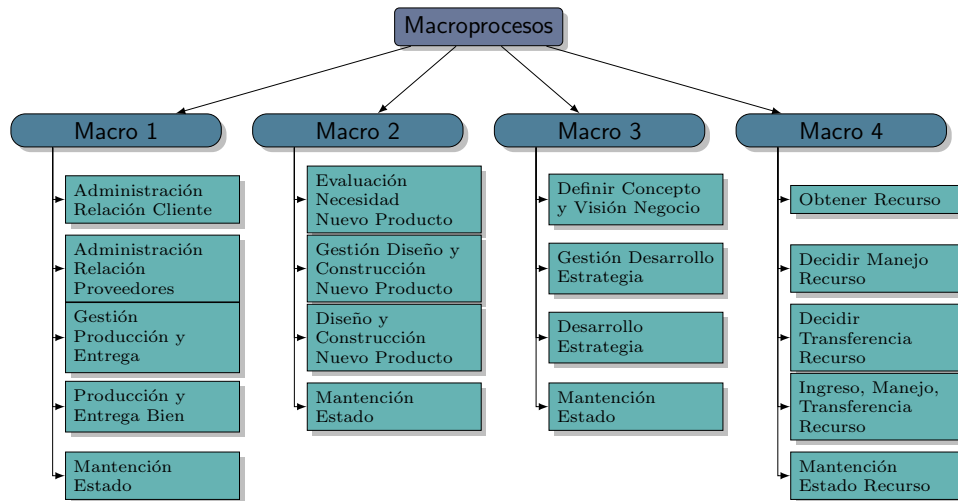 Macroprocesos
Macro 1
Administración
Relación Cliente
Administración
Relación
Proveedores
Gestión
Producción y
Entrega
Producción y
Entrega Bien
Mantención
Estado
Macro 2
Evaluación
Necesidad
Nuevo Producto
Gestión Diseño y
Construcción
Nuevo Producto
Diseño y
Construcción
Nuevo Producto
Mantención
Estado
Macro 3
Definir Concepto
y Visión Negocio
Gestión Desarrollo
Estrategia
Desarrollo
Estrategia
Mantención
Estado
Macro 4
Obtener Recurso
Decidir Manejo
Recurso
Decidir
Transferencia
Recurso
Ingreso, Manejo,
Transferencia
Recurso
Mantención
Estado Recurso